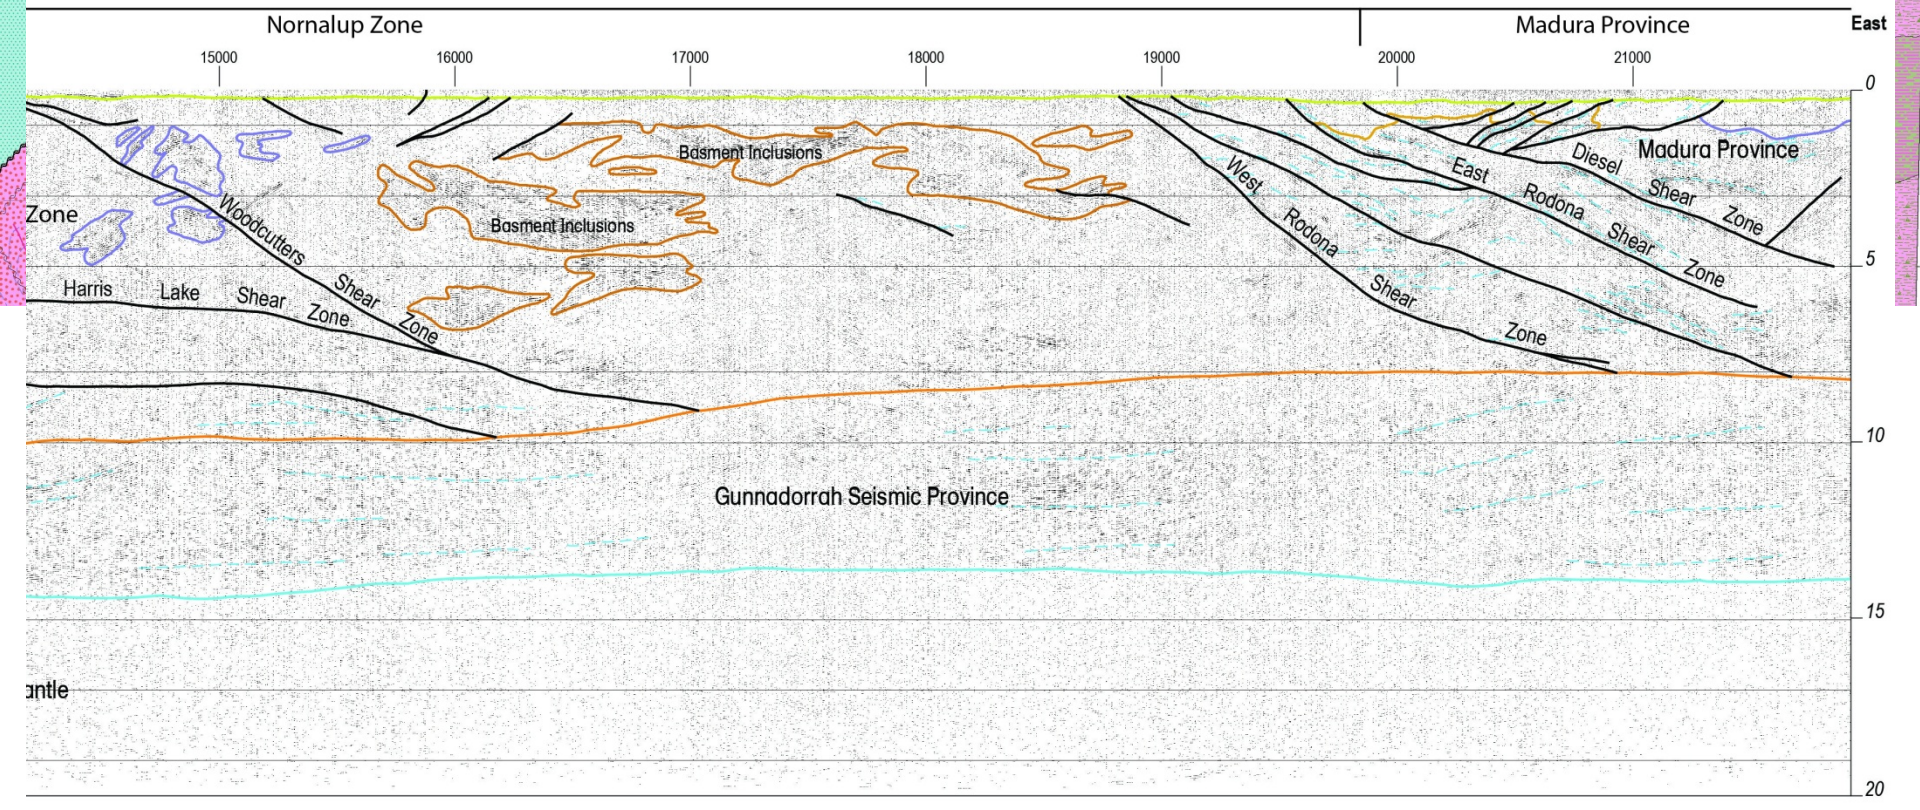 Nornalup Zone
Madura Province
East
15000
16000
17000
18000
19000
20000
21000
0
Basment Inclusions
Madura Province
Diesel Shear Zone
East Rodona Shear Zone
West Rodona Shear Zone
Zone
Woodcutters Shear Zone
Basment Inclusions
5
Harris Lake Shear Zone
10
Gunnadorrah Seismic Province
15
antle
20